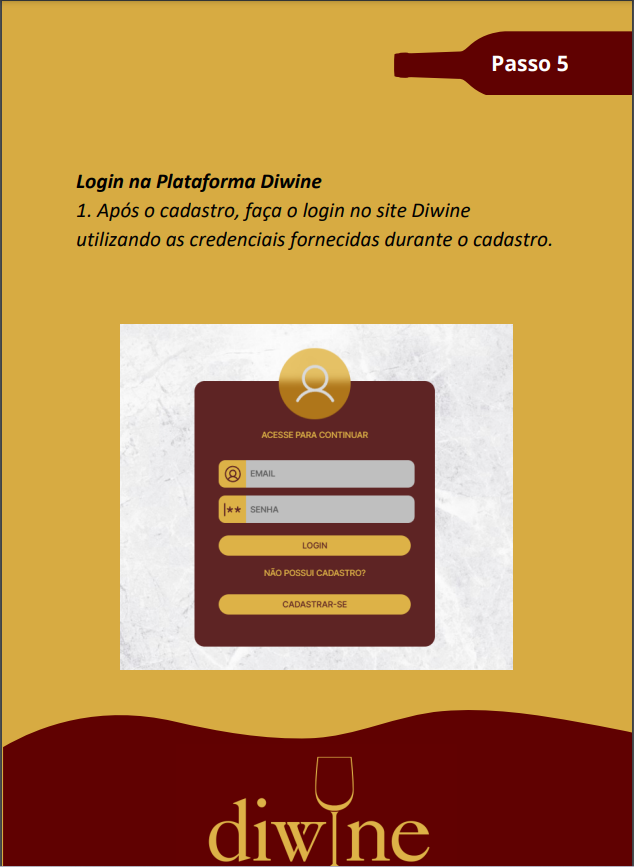 Passo 5
Login na Plataforma Diwine
1. Após o cadastro, faça o login no site Diwine
utilizando as credenciais fornecidas durante o cadastro.
ACESSE PARA CONTINUAR
EMAIL
|** SENHA
LOGIN
NÃO POSSUI CADASTRO?
CADASTRAR-SE
diwine